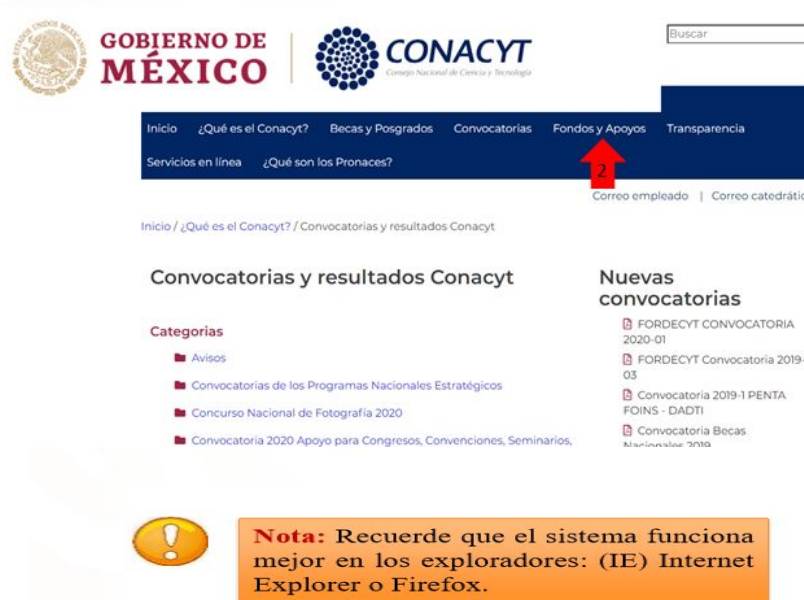 GOBIERNO DE
MÉXICO
CONACYT
Consejo Nacional de Ciencia y Tecnología
Buscar
Inicio ¿Qué es el Conacyt? Becas y Posgrados Convocatorias Fondos y Apoyos Transparencia
Servicios en línea ¿Qué son los Pronaces?
2
Correo empleado | Correo catedrátic
Inicio / ¿Qué es el Conacyt? / Convocatorias y resultados Conacyt
Convocatorias y resultados Conacyt
Categorias
Avisos
Convocatorias de los Programas Nacionales Estratégicos
Concurso Nacional de Fotografía 2020
Convocatoria 2020 Apoyo para Congresos, Convenciones, Seminarios,
Nuevas
convocatorias
FORDECYT CONVOCATORIA
2020-01
FORDECYT Convocatoria 2019-
03
Convocatoria 2019-1 PENTA
FOINS - DADTI
Convocatoria Becas
Nacionales 2019
Nota: Recuerde que el sistema funciona
mejor en los exploradores: (IE) Internet
Explorer o Firefox.